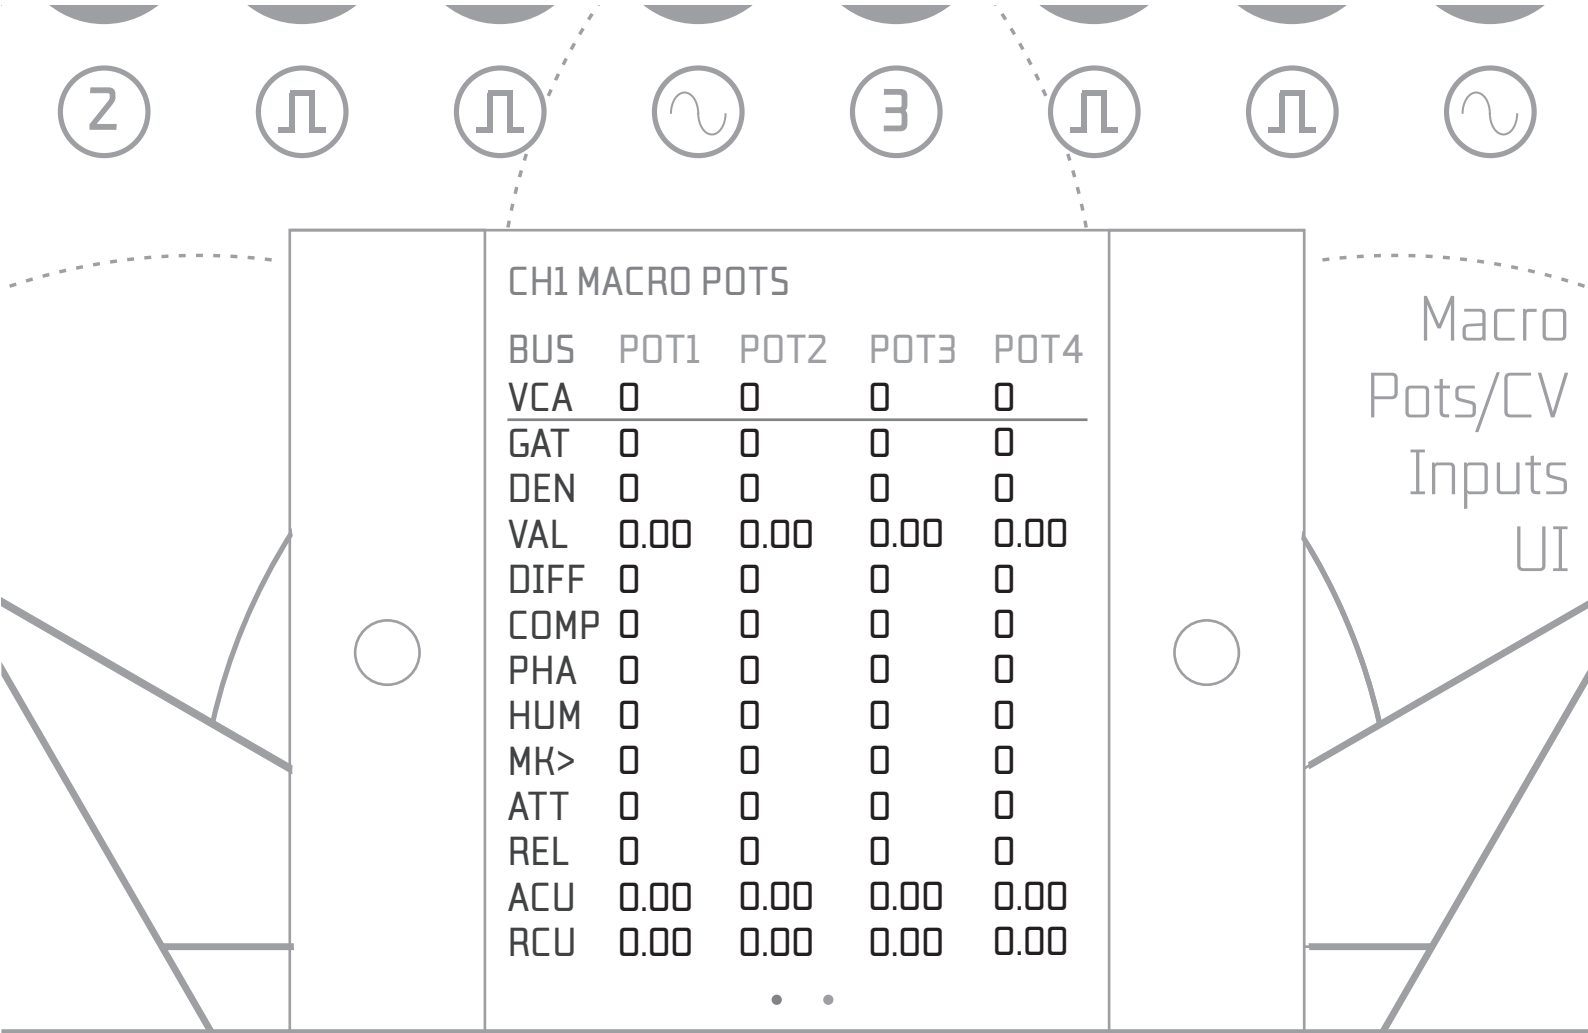 2 3
CH1 MACRO POTS
BUS POT1 POT2 POT3 POT4
VCA 0 0 0 0
GAT 0 0 0 0
DEN 0 0 0 0
VAL 0.00 0.00 0.00 0.00
DIFF 0 0 0 0
COMP 0 0 0 0
PHA 0 0 0 0
HUM 0 0 0 0
MK> 0 0 0 0
ATT 0 0 0 0
REL 0 0 0 0
ACU 0.00 0.00 0.00 0.00
RCU 0.00 0.00 0.00 0.00
Macro
Pots/CV
Inputs
UI